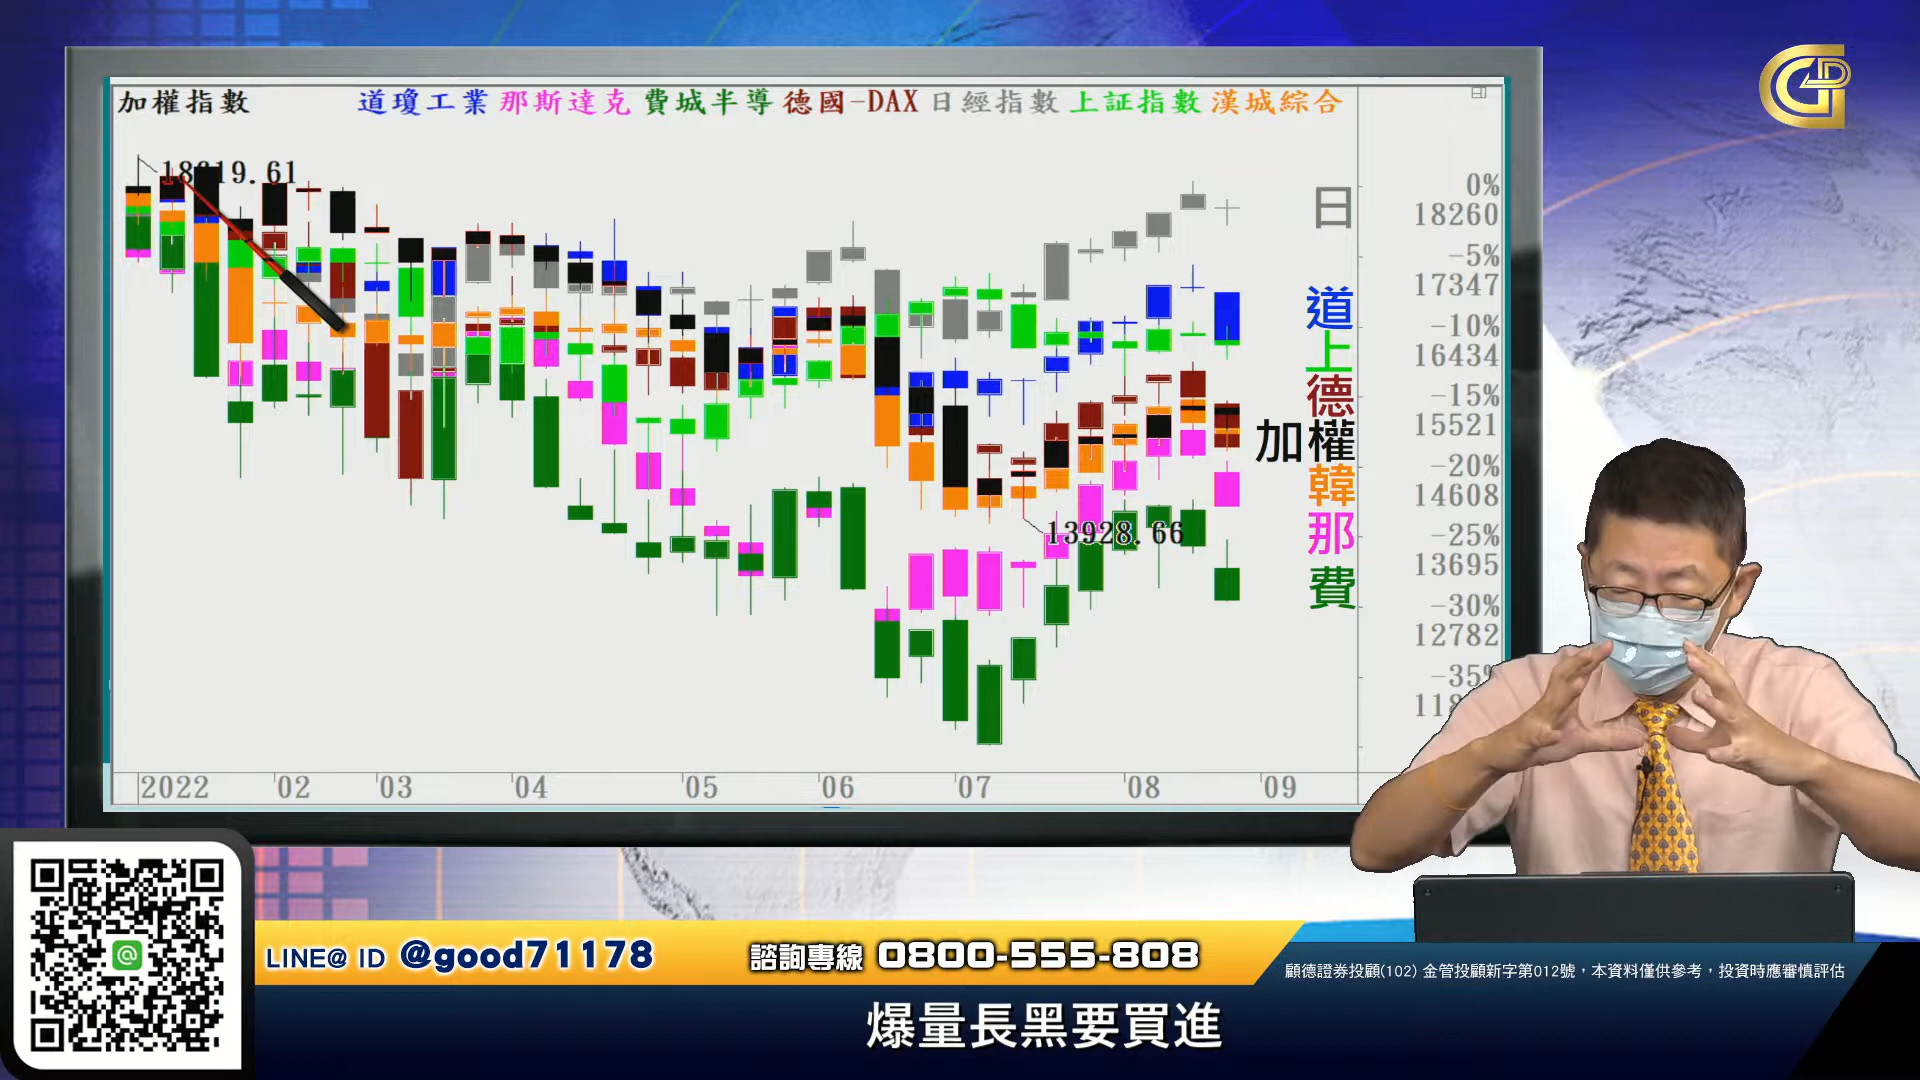 加權指數 道瓊工業 那斯達克 費城半導 德國-DAX 日經指數 上証指數 漢城綜合
18619.61
日
道
上
德
加權
韓
那
費
13928.66
0%
18260
-5%
17347
-10%
16434
-15%
15521
-20%
14608
-25%
13695
-30%
12782
-35%
2022 02 03 04 05 06 07 08 09
LINE@ ID @good71178 諮詢專線 0800-555-808
顧德證券投顧(102) 金管投顧新字第012號，本資料僅供參考，投資時應審慎評估
爆量長黑要買進